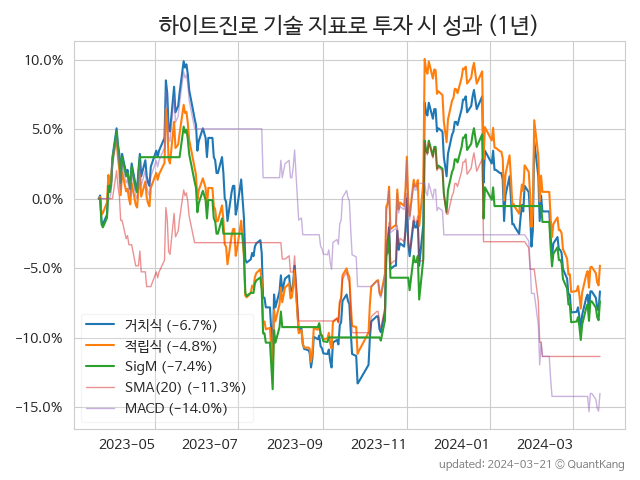 하이트진로 기술 지표로 투자 시 성과 (1년)
10.0%
5.0%
0.0%
−5.0%
−10.0%
−15.0%
거치식 (−6.7%)
적립식 (−4.8%)
SigM (−7.4%)
SMA(20) (−11.3%)
MACD (−14.0%)
2023−05 2023−07 2023−09 2023−11 2024−01 2024−03
updated: 2024−03−21 © QuantKang